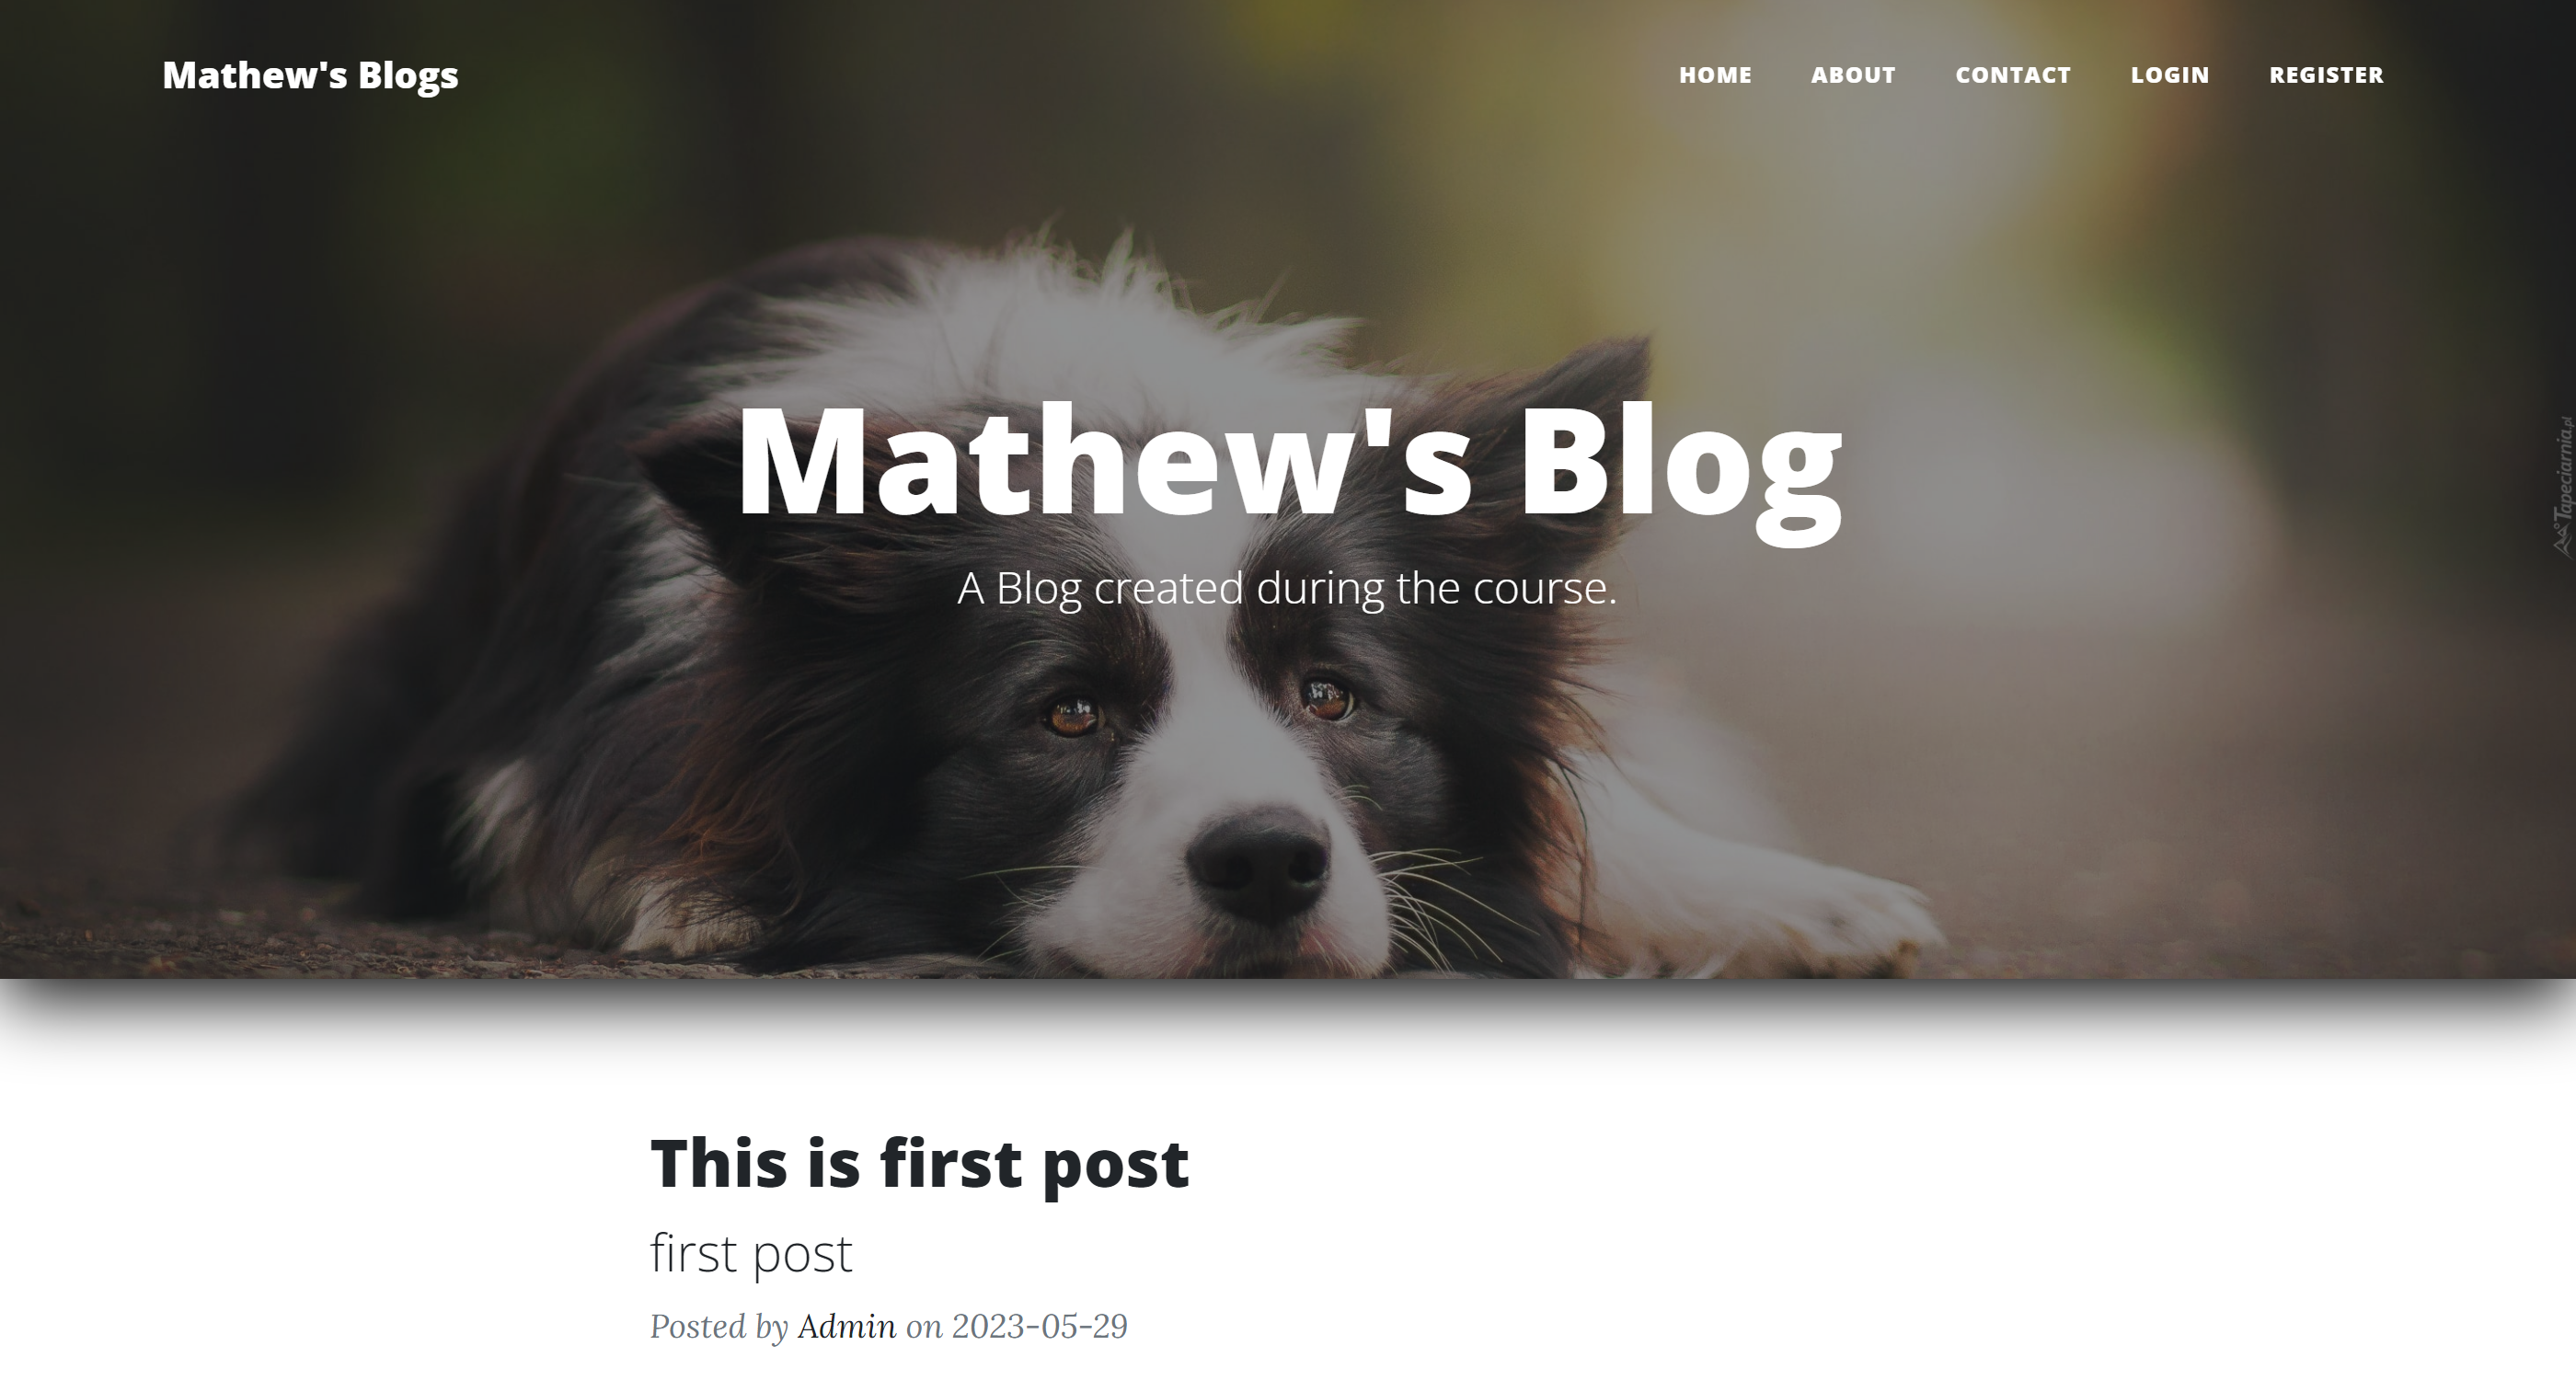 Mathew's Blogs
HOME ABOUT CONTACT LOGIN REGISTER
Mathew's Blog
A Blog created during the course.
Tapeciarnia.pl
This is first post
first post
Posted by Admin on 2023-05-29